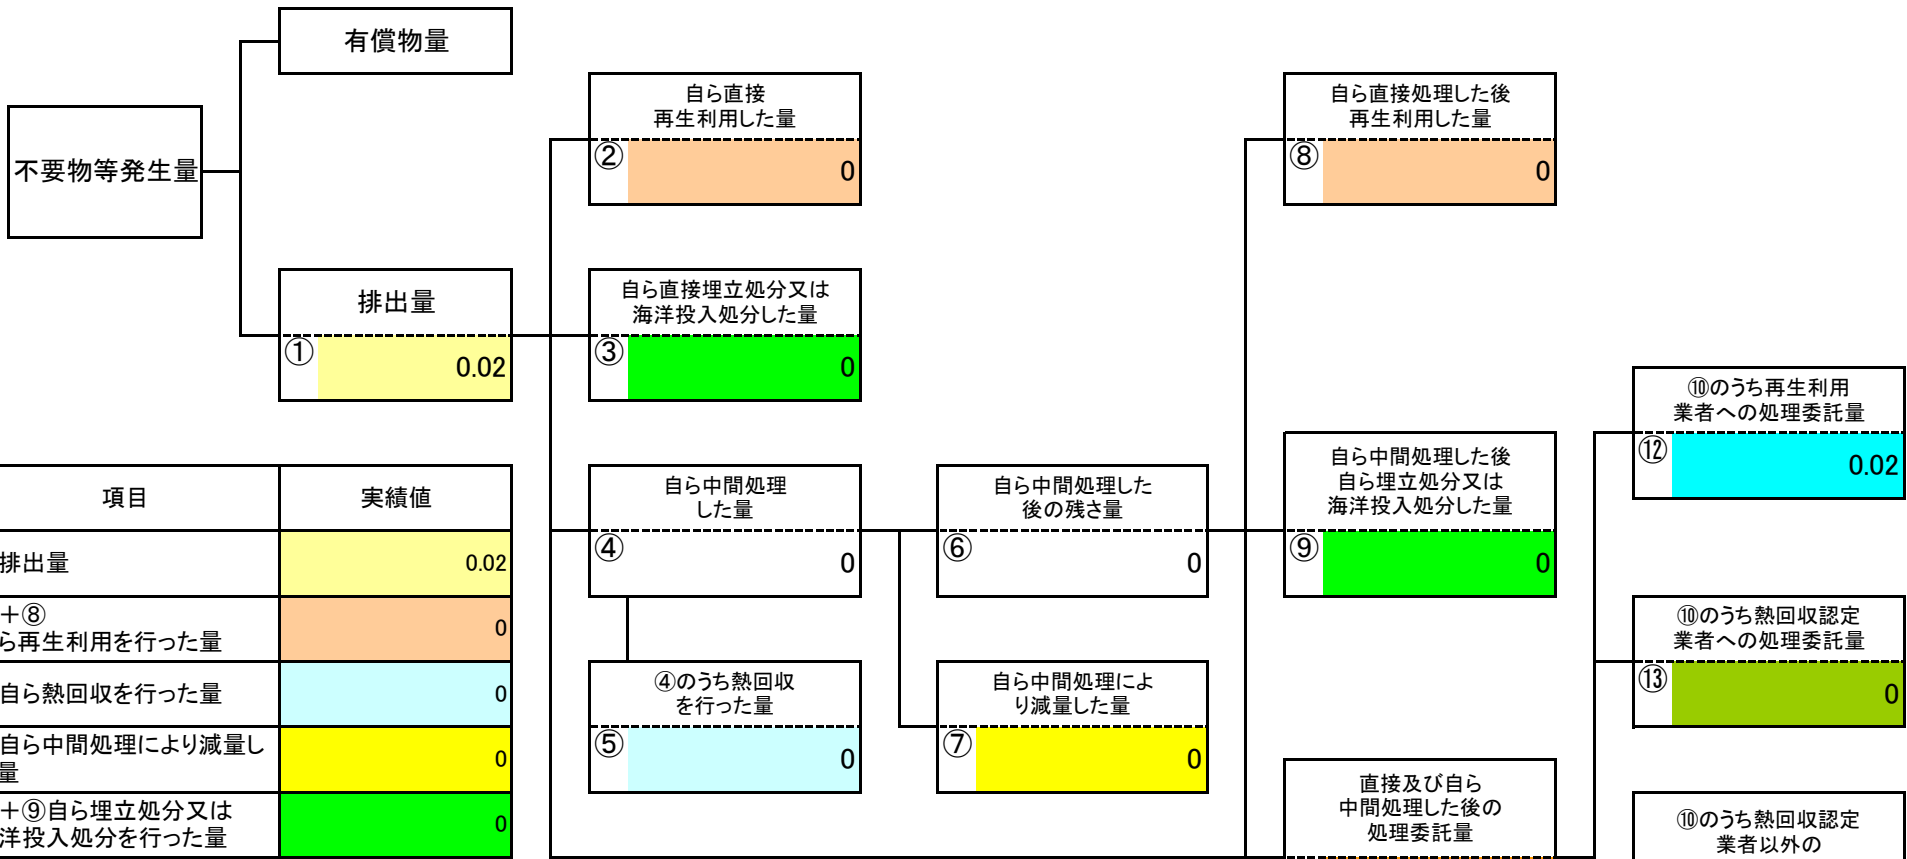 有償物量
不要物等発生量
排出量
①
0.02
自ら直接
再生利用した量
②
0
自ら直接埋立処分又は
海洋投入処分した量
③
0
自ら中間処理
した量
④
0
④のうち熱回収
を行った量
⑤
0
自ら中間処理した
後の残さ量
⑥
0
自ら中間処理によ
り減量した量
⑦
0
自ら直接処理した後
再生利用した量
⑧
0
自ら中間処理した後
自ら埋立処分又は
海洋投入処分した量
⑨
0
直接及び自ら
中間処理した後の
処理委託量
⑩のうち再生利用
業者への処理委託量
⑫
0.02
⑩のうち熱回収認定
業者への処理委託量
⑬
0
⑩のうち熱回収認定
業者以外の
項目 実績値
排出量 0.02
+⑧
ら再生利用を行った量 0
自ら熱回収を行った量 0
自ら中間処理により減量し
量 0
+⑨自ら埋立処分又は
洋投入処分を行った量 0